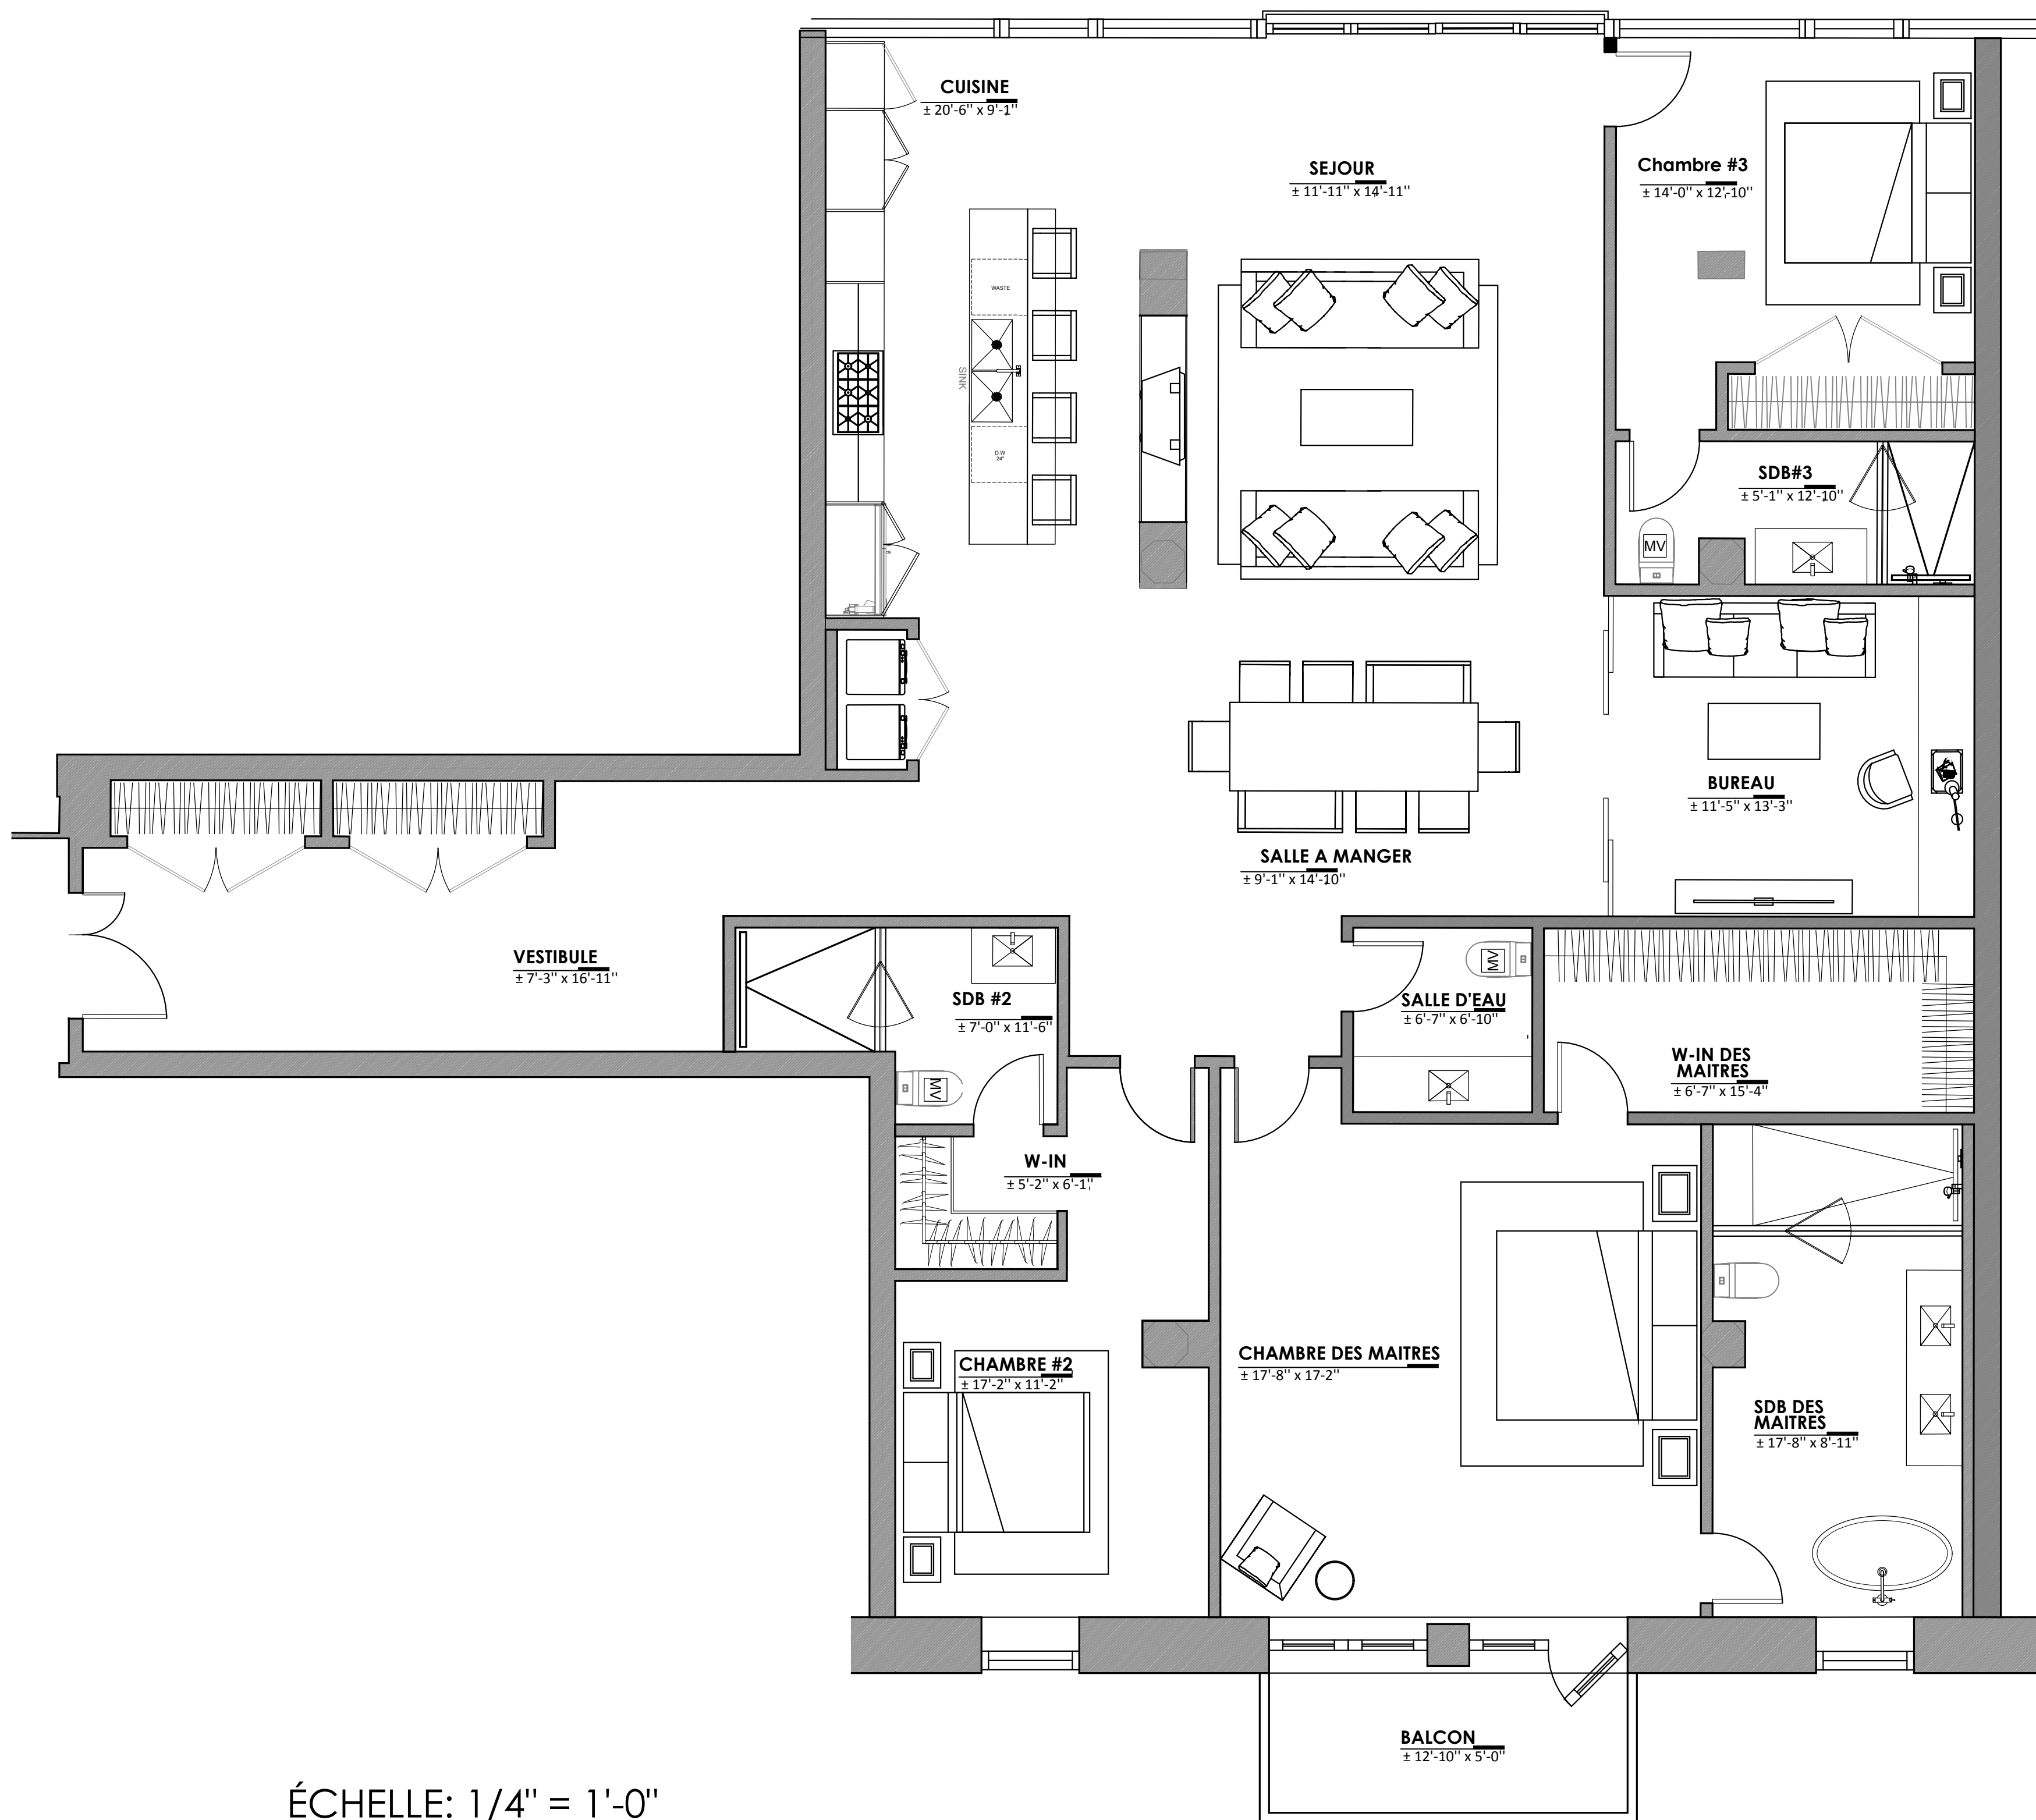 CUISINE
± 20'-6'' x 9'-1''
SEJOUR
± 11'-11'' x 14'-11''
Chambre #3
± 14'-0'' x 12'-10''
WASTE
SINK
D.W
24"
SDB#3
± 5'-1'' x 12'-10''
MV
BUREAU
± 11'-5'' x 13'-3''
SALLE A MANGER
± 9'-1'' x 14'-10''
VESTIBULE
± 7'-3'' x 16'-11''
SDB #2
± 7'-0'' x 11'-6''
MV
MV
SALLE D'EAU
± 6'-7'' x 6'-10''
W-IN DES
MAITRES
± 6'-7'' x 15'-4''
W-IN
± 5'-2'' x 6'-1''
CHAMBRE #2
± 17'-2'' x 11'-2''
CHAMBRE DES MAITRES
± 17'-8'' x 17-2''
SDB DES
MAITRES
± 17'-8'' x 8'-11''
BALCON
± 12'-10'' x 5'-0''
ÉCHELLE: 1/4'' = 1'-0''